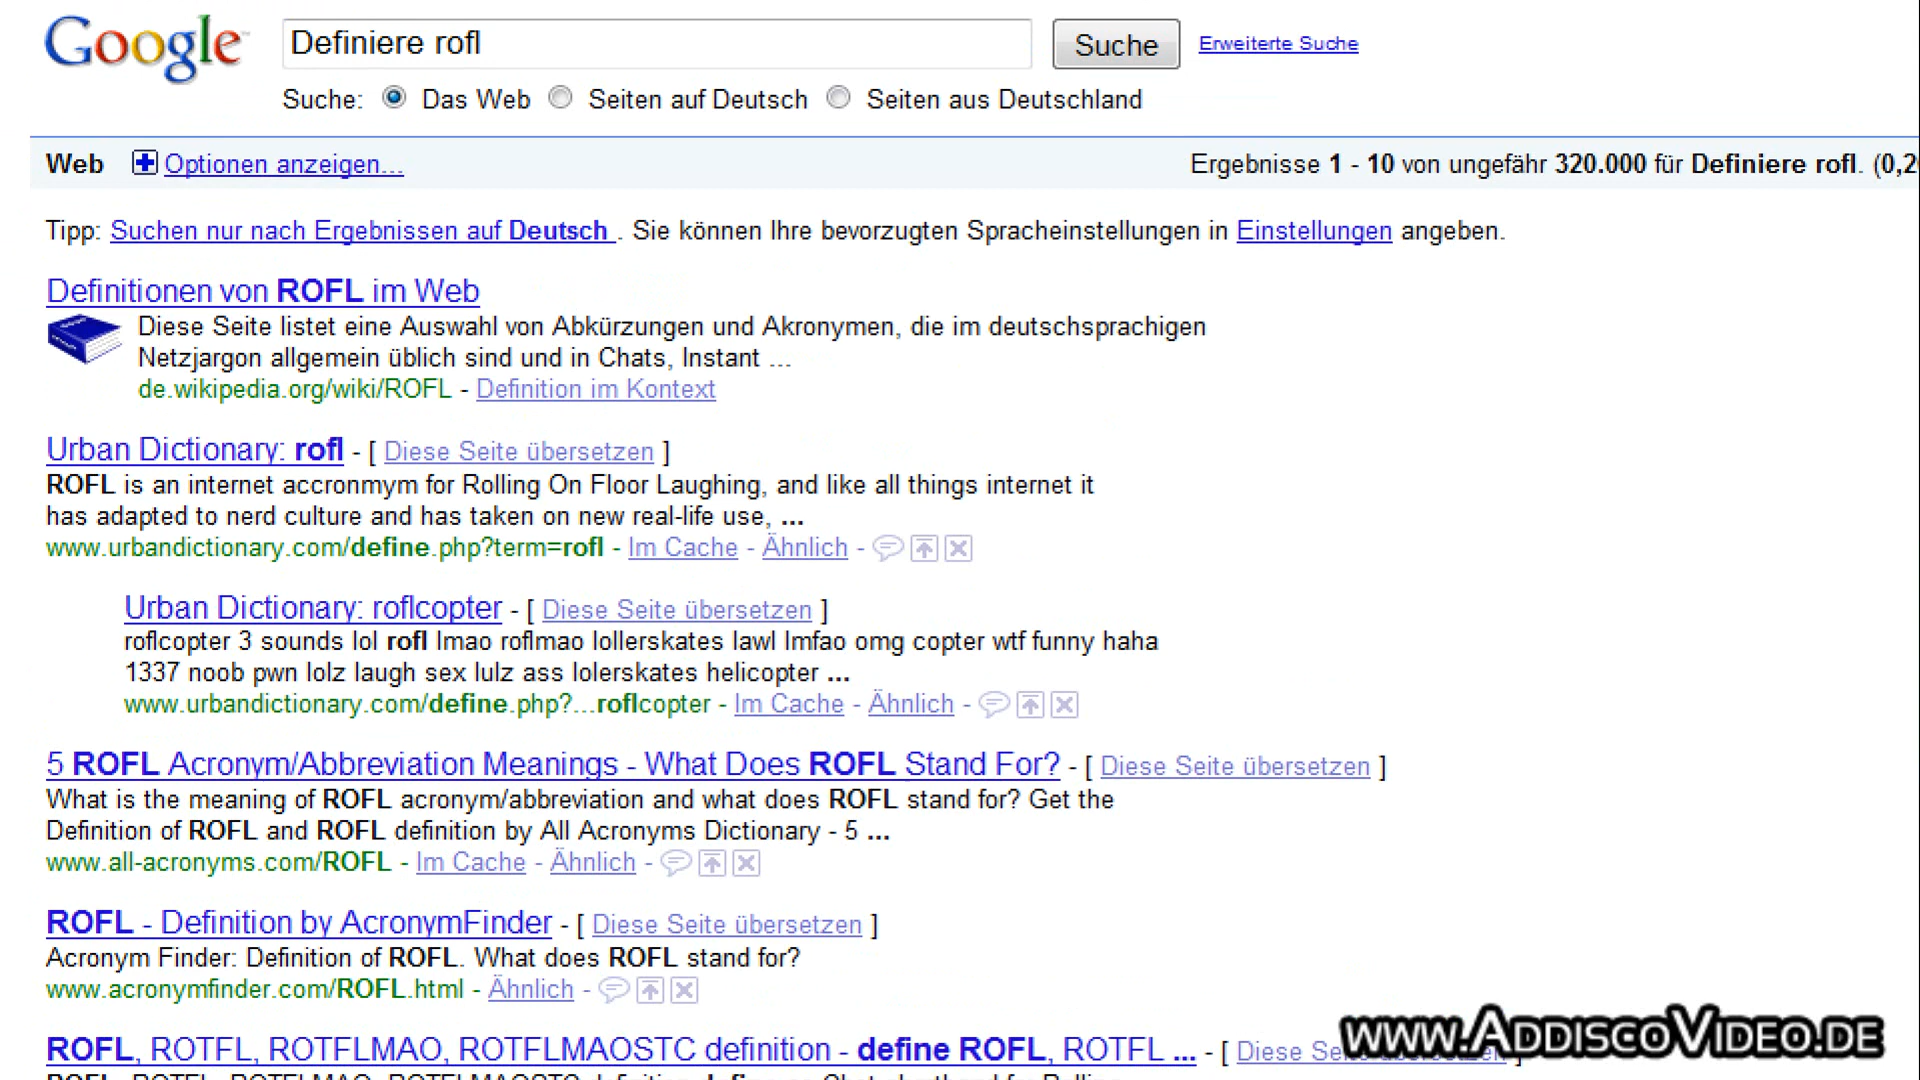 Google™ Definiere rofl Suche Erweiterte Suche
Suche: Das Web Seiten auf Deutsch Seiten aus Deutschland
Web Optionen anzeigen... Ergebnisse 1 - 10 von ungefähr 320.000 für Definiere rofl. (0,2
Tipp: Suchen nur nach Ergebnissen auf Deutsch . Sie können Ihre bevorzugten Spracheinstellungen in Einstellungen angeben.
Definitionen von ROFL im Web
Diese Seite listet eine Auswahl von Abkürzungen und Akronymen, die im deutschsprachigen
Netzjargon allgemein üblich sind und in Chats, Instant ...
de.wikipedia.org/wiki/ROFL - Definition im Kontext
Urban Dictionary: rofl - [ Diese Seite übersetzen ]
ROFL is an internet accronmym for Rolling On Floor Laughing, and like all things internet it
has adapted to nerd culture and has taken on new real-life use, ...
www.urbandictionary.com/define.php?term=rofl - Im Cache - Ähnlich -
Urban Dictionary: roflcopter - [ Diese Seite übersetzen ]
roflcopter 3 sounds lol rofl lmao roflmao lollerskates lawl lmfao omg copter wtf funny haha
1337 noob pwn lolz laugh sex lulz ass lolerskates helicopter ...
www.urbandictionary.com/define.php?...roflcopter - Im Cache - Ähnlich -
5 ROFL Acronym/Abbreviation Meanings - What Does ROFL Stand For? - [ Diese Seite übersetzen ]
What is the meaning of ROFL acronym/abbreviation and what does ROFL stand for? Get the
Definition of ROFL and ROFL definition by All Acronyms Dictionary - 5 ...
www.all-acronyms.com/ROFL - Im Cache - Ähnlich -
ROFL - Definition by AcronymFinder - [ Diese Seite übersetzen ]
Acronym Finder: Definition of ROFL. What does ROFL stand for?
www.acronymfinder.com/ROFL.html - Ähnlich -
ROFL, ROTFL, ROTFLMAO, ROTFLMAOSTC definition - define ROFL, ROTFL ... - [ Diese
www.AddiscoVideo.de